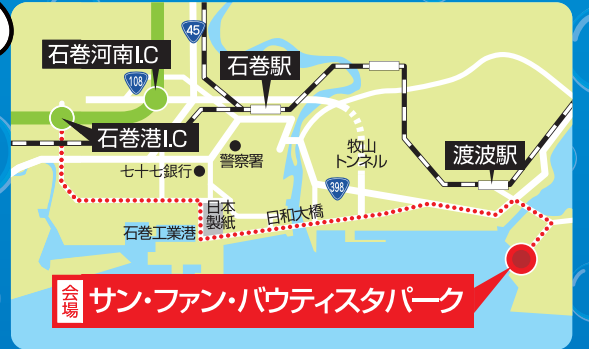 45
石巻河南I.C
石巻駅
108
石巻港I.C
警察署
牧山
トンネル
渡波駅
七十七銀行
398
日本
製紙
日和大橋
石巻工業港
会場
サン・ファン・バウティスタパーク